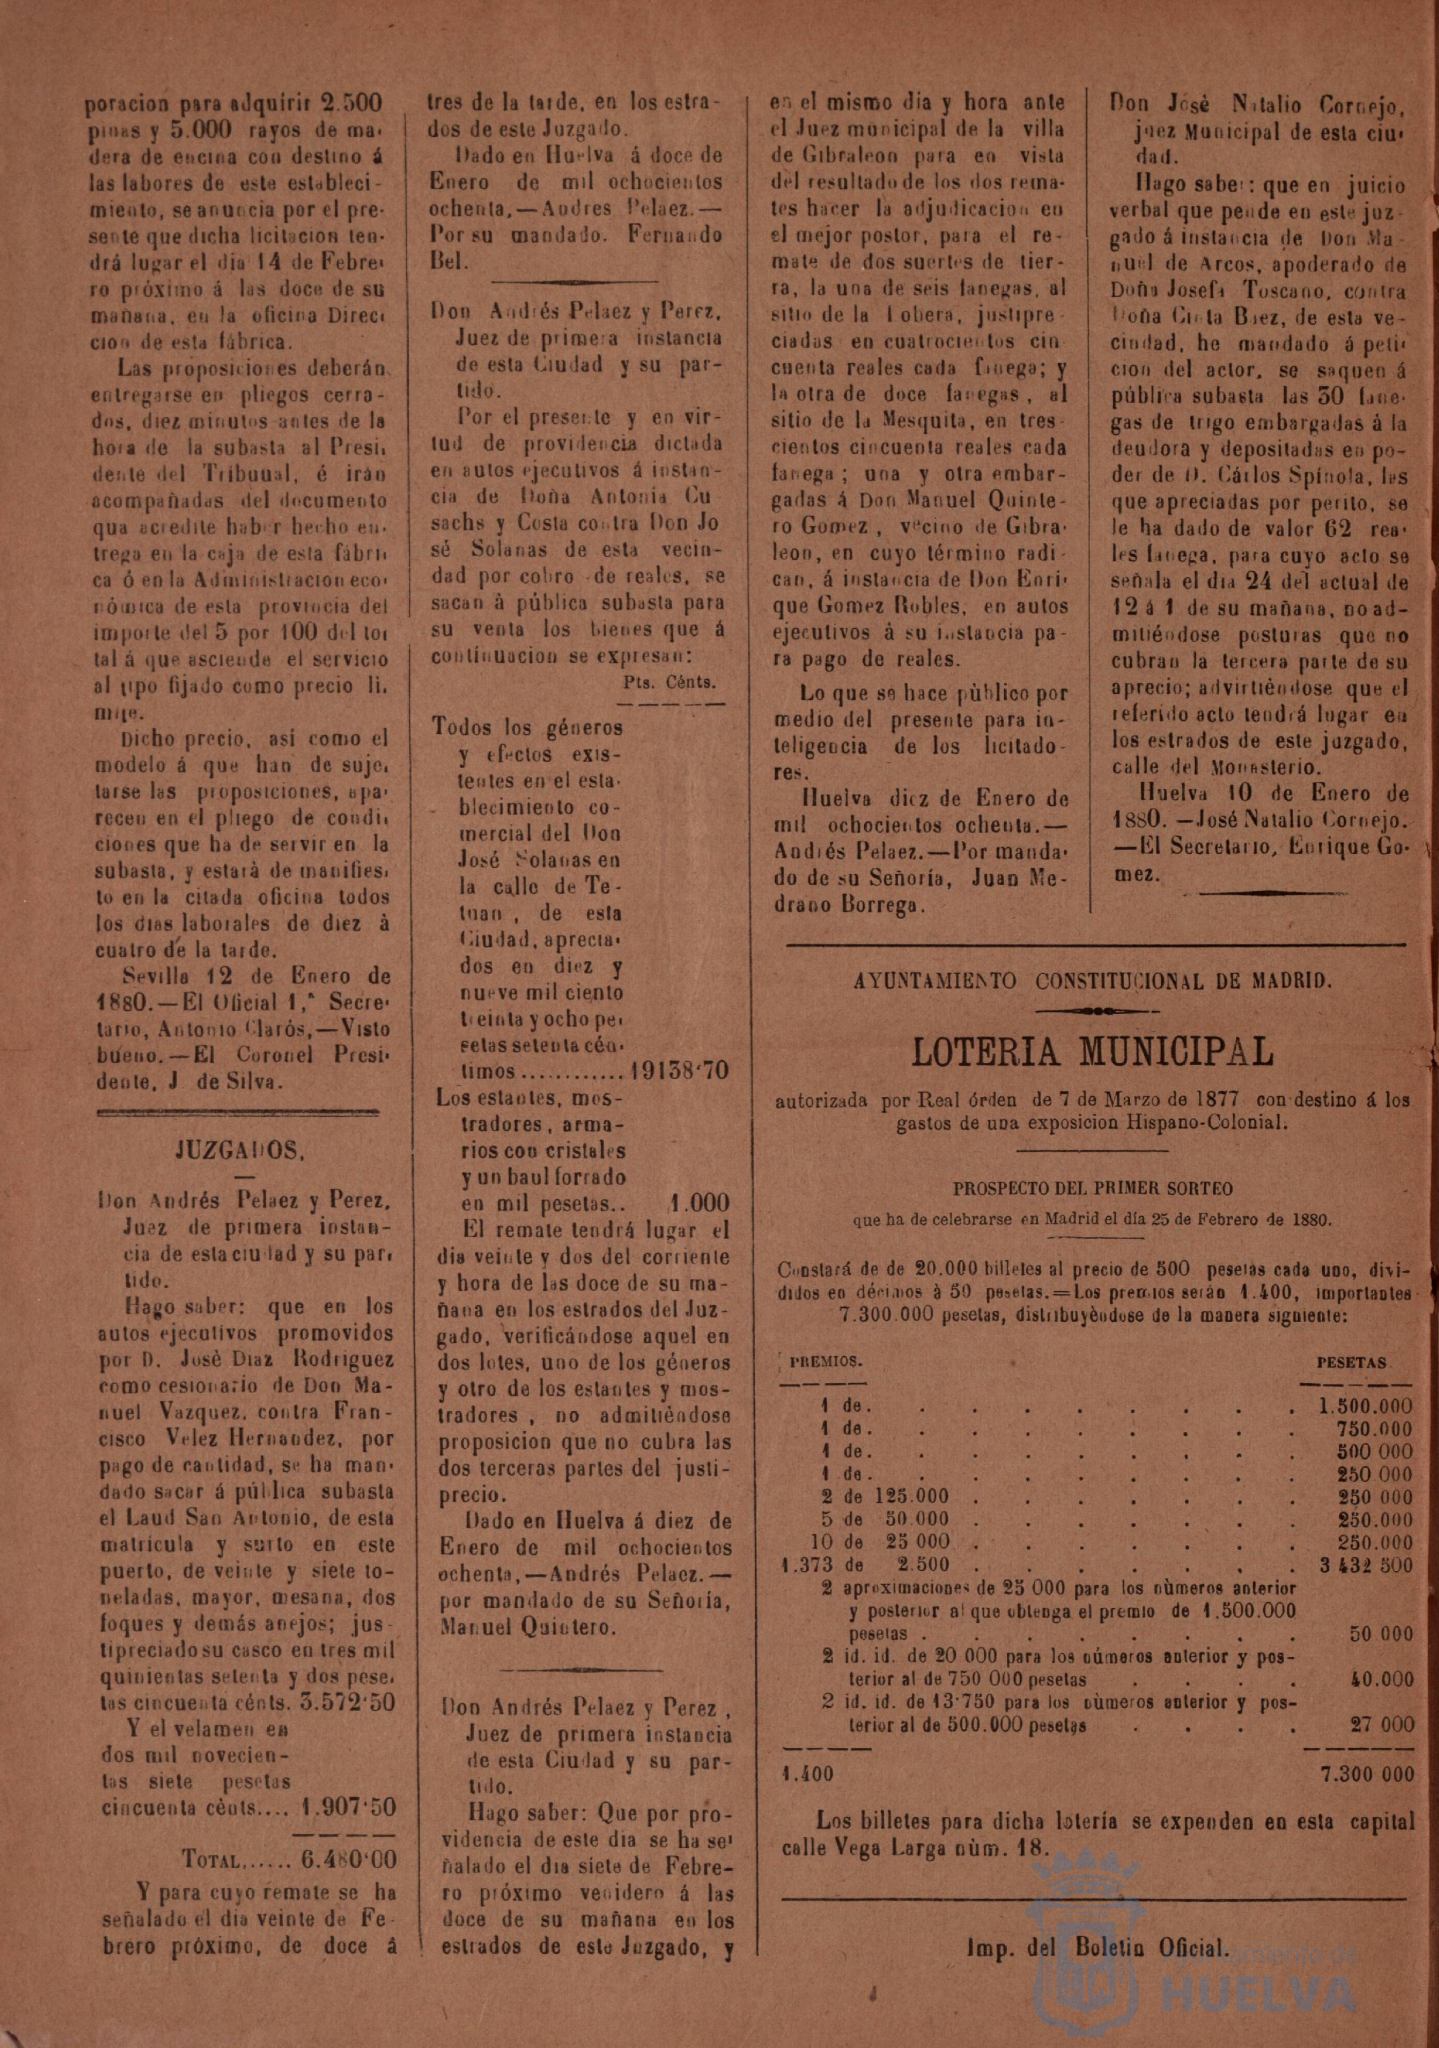 poracion para adquirir 2.500
pinas y 5.000 rayos de ma-
dera de encina con destino á
las labores de este estableci-
miento, se anuncia por el pre-
sente que dicha licitacion ten-
drá lugar el dia 14 de Febre-
ro próximo á las doce de su
mañana, en la oficina Direc-
cion de esta fábrica.
Las proposiciones deberán
entregarse en pliegos cerra-
dos, diez minutos antes de la
hora de la subasta al Presi-
dente del Tribunal, é irán
acompañadas del documento
qua acredite haber hecho en-
trega en la caja de esta fábri-
ca ó en la Administracion eco-
nómica de esta provincia del
importe del 5 por 100 del to-
tal á que asciende el servicio
al tipo fijado como precio li-
mite.
Dicho precio, así como el
modelo á que han de suje-
tarse las proposiciones, apa-
recen en el pliego de condi-
ciones que ha de servir en la
subasta, y estará de manifies-
to en la citada oficina todos
los dias laborales de diez à
cuatro de la tarde.
Sevilla 12 de Enero de
1880.—El Oficial 1,ª Secre-
tario, Antonio Clarós,—Visto
bueno.—El Coronel Presi-
dente, J. de Silva.
JUZGADOS.
Don Andrés Pelaez y Perez,
Juez de primera instan-
cia de esta ciudad y su par-
tido.
Hago saber: que en los
autos ejecutivos promovidos
por D. Josè Diaz Rodriguez
como cesionario de Don Ma-
nuel Vazquez, contra Fran-
cisco Velez Hernandez, por
pago de cantidad, se ha man-
dado sacar á pública subasta
el Laud San Antonio, de esta
matricula y surto en este
puerto, de veinte y siete to-
neladas, mayor, mesana, dos
foques y demás anejos; jus-
tipreciado su casco en tres mil
quinientas setenta y dos pese-
tas cincuenta cénts. 3.572'50
Y el velamen en
dos mil novecien-
tas siete pesetas
cincuenta cènts.... 1.907'50
TOTAL...... 6.480'00
Y para cuyo remate se ha
señalado el dia veinte de Fe-
brero próximo, de doce á
tres de la tarde, en los estra-
dos de este Juzgado.
Dado en Huelva á doce de
Enero de mil ochocientos
ochenta,—Andres Pelaez.—
Por su mandado. Fernando
Bel.
Don Andrés Pelaez y Perez,
Juez de primera instancia
de esta Ciudad y su par-
tido.
Por el presente y en vir-
tud de providencia dictada
en autos ejecutivos á instan-
cia de Doña Antonia Cu
sachs y Costa contra Don Jo
sé Solanas de esta vecin-
dad por cobro de reales, se
sacan à pública subasta para
su venta los bienes que á
continuacion se expresan:
Pts. Cénts.
Todos los géneros
y efectos exis-
tentes en el esta-
blecimiento co-
mercial del Don
José Solanas en
la calle de Te-
tuan, de esta
Ciudad, aprecia-
dos en diez y
nueve mil ciento
treinta y ocho pe-
setas setenta cén-
timos............19138'70
Los estantes, mos-
tradores, arma-
rios con cristales
y un baul forrado
en mil pesetas.. 1.000
El remate tendrá lugar el
dia veinte y dos del corriente
y hora de las doce de su ma-
ñana en los estrados del Juz-
gado, verificándose aquel en
dos lotes, uno de los géneros
y otro de los estantes y mos-
tradores, no admitièndose
proposicion que no cubra las
dos terceras partes del justi-
precio.
Dado en Huelva á diez de
Enero de mil ochocientos
ochenta,—Andrés Pelaez.—
por mandado de su Señoria,
Manuel Quintero.
Don Andrés Pelaez y Perez,
Juez de primera instancia
de esta Ciudad y su par-
tido.
Hago saber: Que por pro-
videncia de este dia se ha se-
ñalado el dia siete de Febre-
ro próximo venidero á las
doce de su mañana en los
estrados de este Juzgado, y
en el mismo dia y hora ante
el Juez municipal de la villa
de Gibraleon para en vista
del resultado de los dos rema-
tes hacer la adjudicacion en
el mejor postor, para el re-
mate de dos suertes de tier-
ra, la una de seis fanegas, al
sitio de la Lobera, justipre-
ciadas en cuatrocientos cin
cuenta reales cada fanega; y
la otra de doce fanegas, al
sitio de la Mesquita, en tres-
cientos cincuenta reales cada
fanega; una y otra embar-
gadas á Don Manuel Quinte-
ro Gomez, vecino de Gibra-
leon, en cuyo término radi-
can, á instancia de Don Enri-
que Gomez Robles, en autos
ejecutivos à su instancia pa-
ra pago de reales.
Lo que se hace pùblico por
medio del presente para in-
teligencia de los licitado-
res.
Huelva diez de Enero de
mil ochocientos ochenta.—
Andrés Pelaez.—Por manda-
do de su Señoría, Juan Me-
drano Borrega.
Don Josè Natalio Cornejo,
juez Municipal de esta ciu-
dad.
Hago saber: que en juicio
verbal que pende en este juz-
gado á instancia de Don Ma-
nuel de Arcos, apoderado de
Doña Josefa Toscano, contra
Doña Cinta Baez, de esta ve-
cindad, he mandado á peti-
cion del actor, se saquen á
pública subasta las 30 fane-
gas de trigo embargadas á la
deudora y depositadas en po-
der de D. Cárlos Spínola, las
que apreciadas por perito, se
le ha dado de valor 62 rea-
les fanega, para cuyo acto se
señala el dia 24 del actual de
12 á 1 de su mañana, no ad-
mitiéndose posturas que no
cubran la tercera parte de su
aprecio; advirtièndose que el
referido acto tendrá lugar en
los estrados de este juzgado,
calle del Monasterio.
Huelva 10 de Enero de
1880. —José Natalio Cornejo.
—El Secretario, Enrique Go-
mez.
AYUNTAMIENTO CONSTITUCIONAL DE MADRID.
LOTERIA MUNICIPAL
autorizada por Real órden de 7 de Marzo de 1877 con destino á los
gastos de una exposicion Hispano-Colonial.
PROSPECTO DEL PRIMER SORTEO
que ha de celebrarse en Madrid el día 25 de Febrero de 1880.
Constará de de 20.000 billetes al precio de 500 pesetas cada uno, divi-
didos en décimos à 50 pesetas.=Los premios serán 1.400, importantes
7.300.000 pesetas, distribuyèndose de la manera siguiente:
PREMIOS. PESETAS
1 de. . . . . . . . . 1.500.000
1 de. . . . . . . . . 750.000
1 de. . . . . . . . . 500 000
1 de. . . . . . . . . 250 000
2 de 125.000 . . . . . . . 250 000
5 de 50.000 . . . . . . . 250.000
10 de 25 000 . . . . . . . 250.000
1.373 de 2.500 . . . . . . . 3 432 500
2 aproximaciones de 25 000 para los nùmeros anterior
y posterior al que obtenga el premio de 1.500.000
pesetas . . . . . . . . 50 000
2 id. id. de 20 000 para los números anterior y pos-
terior al de 750 000 pesetas . . . . 40.000
2 id. id. de 13'750 para los nùmeros anterior y pos-
terior al de 500.000 pesetas . . . . 27 000
1.400 7.300 000
Los billetes para dicha lotería se expenden en esta capital
calle Vega Larga nùm. 18.
Imp. del Boletin Oficial.
Ayuntamiento de
HUELVA